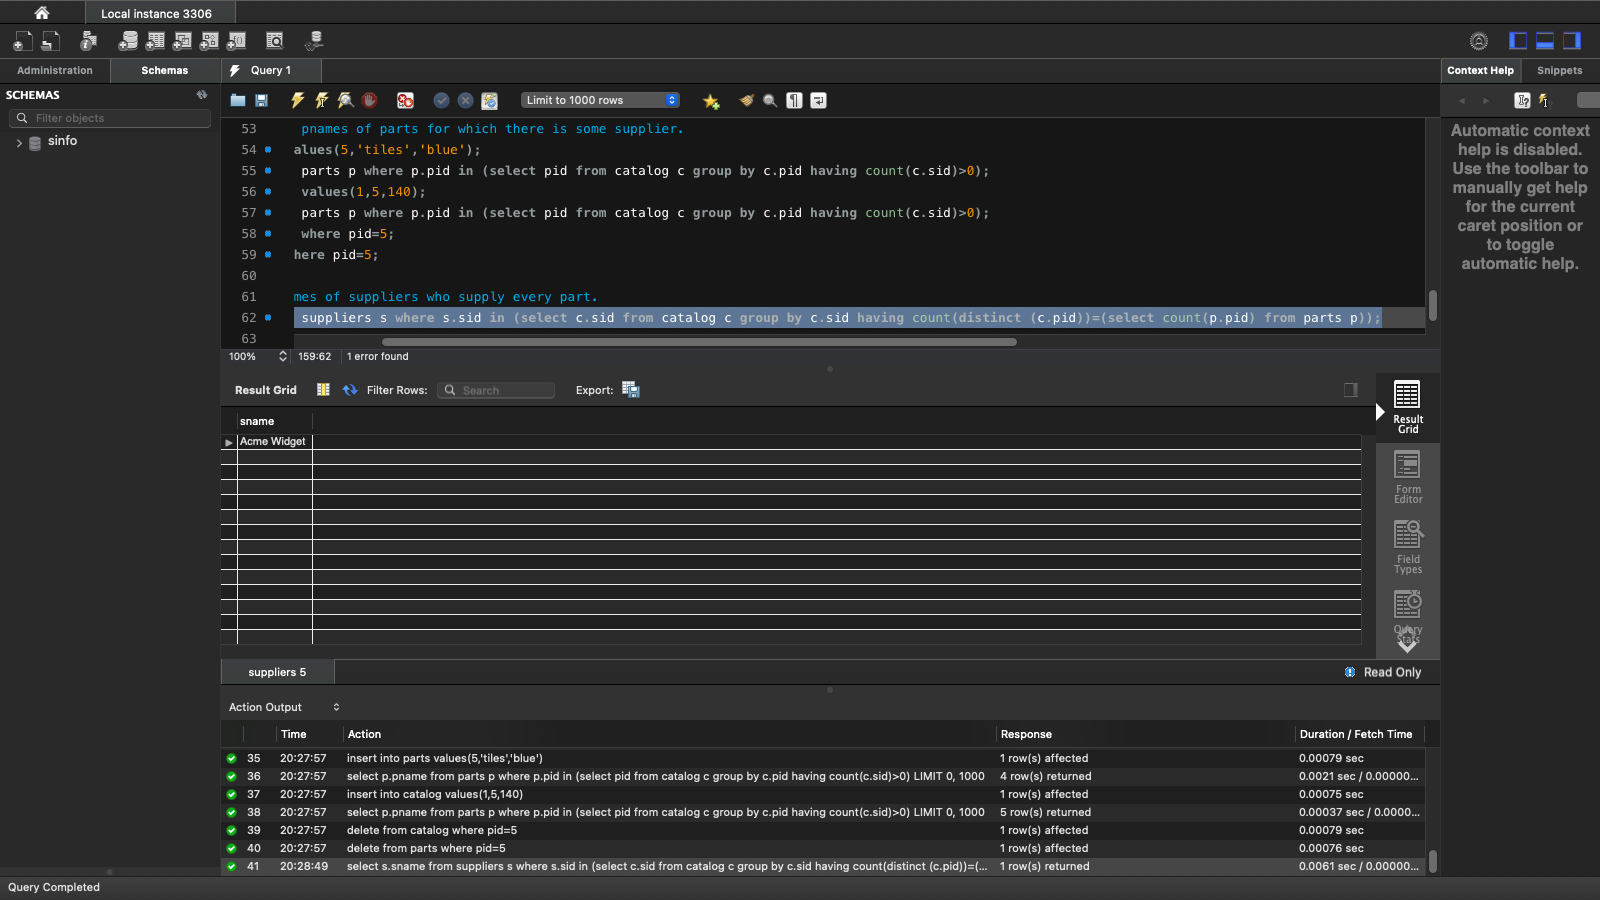 Local instance 3306
Administration
Schemas
Query 1
Context Help
Snippets
SCHEMAS
Filter objects
sinfo
Limit to 1000 rows
53 pnames of parts for which there is some supplier.
54 alues(5,'tiles','blue');
55 parts p where p.pid in (select pid from catalog c group by c.pid having count(c.sid)>0);
56 values(1,5,140);
57 parts p where p.pid in (select pid from catalog c group by c.pid having count(c.sid)>0);
58 where pid=5;
59 here pid=5;
60
61 mes of suppliers who supply every part.
62 suppliers s where s.sid in (select c.sid from catalog c group by c.sid having count(distinct (c.pid))=(select count(p.pid) from parts p));
63
100% 159:62 1 error found
Automatic context
help is disabled.
Use the toolbar to
manually get help
for the current
caret position or
to toggle
automatic help.
Result Grid Filter Rows: Search Export:
sname
Acme Widget
Result
Grid
Form
Editor
Field
Types
Query
Stats
suppliers 5
Read Only
Action Output
Time Action Response Duration / Fetch Time
35 20:27:57 insert into parts values(5,'tiles','blue') 1 row(s) affected 0.00079 sec
36 20:27:57 select p.pname from parts p where p.pid in (select pid from catalog c group by c.pid having count(c.sid)>0) LIMIT 0, 1000 4 row(s) returned 0.0021 sec / 0.00000...
37 20:27:57 insert into catalog values(1,5,140) 1 row(s) affected 0.00075 sec
38 20:27:57 select p.pname from parts p where p.pid in (select pid from catalog c group by c.pid having count(c.sid)>0) LIMIT 0, 1000 5 row(s) returned 0.00037 sec / 0.0000...
39 20:27:57 delete from catalog where pid=5 1 row(s) affected 0.00079 sec
40 20:27:57 delete from parts where pid=5 1 row(s) affected 0.00076 sec
41 20:28:49 select s.sname from suppliers s where s.sid in (select c.sid from catalog c group by c.sid having count(distinct (c.pid))=(... 1 row(s) returned 0.0061 sec / 0.00000...
Query Completed